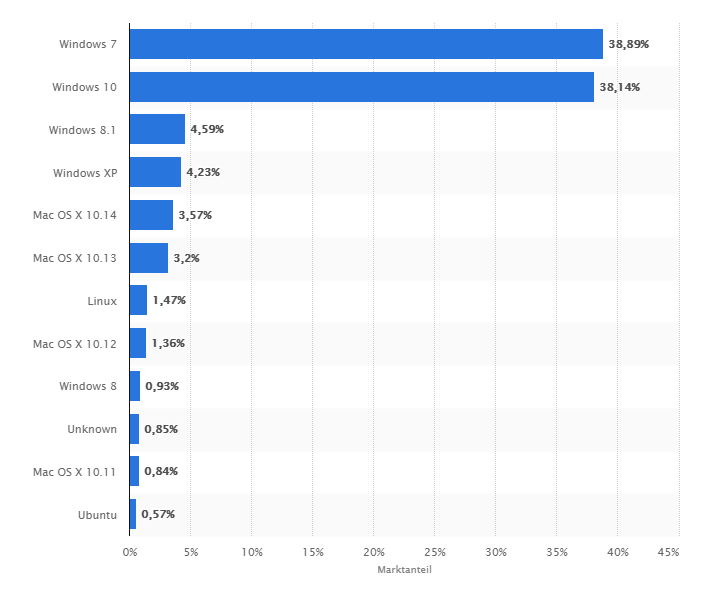 Windows 7 38,89%
Windows 10 38,14%
Windows 8.1 4,59%
Windows XP 4,23%
Mac OS X 10.14 3,57%
Mac OS X 10.13 3,2%
Linux 1,47%
Mac OS X 10.12 1,36%
Windows 8 0,93%
Unknown 0,85%
Mac OS X 10.11 0,84%
Ubuntu 0,57%
0% 5% 10% 15% 20% 25% 30% 35% 40% 45%
Marktanteil